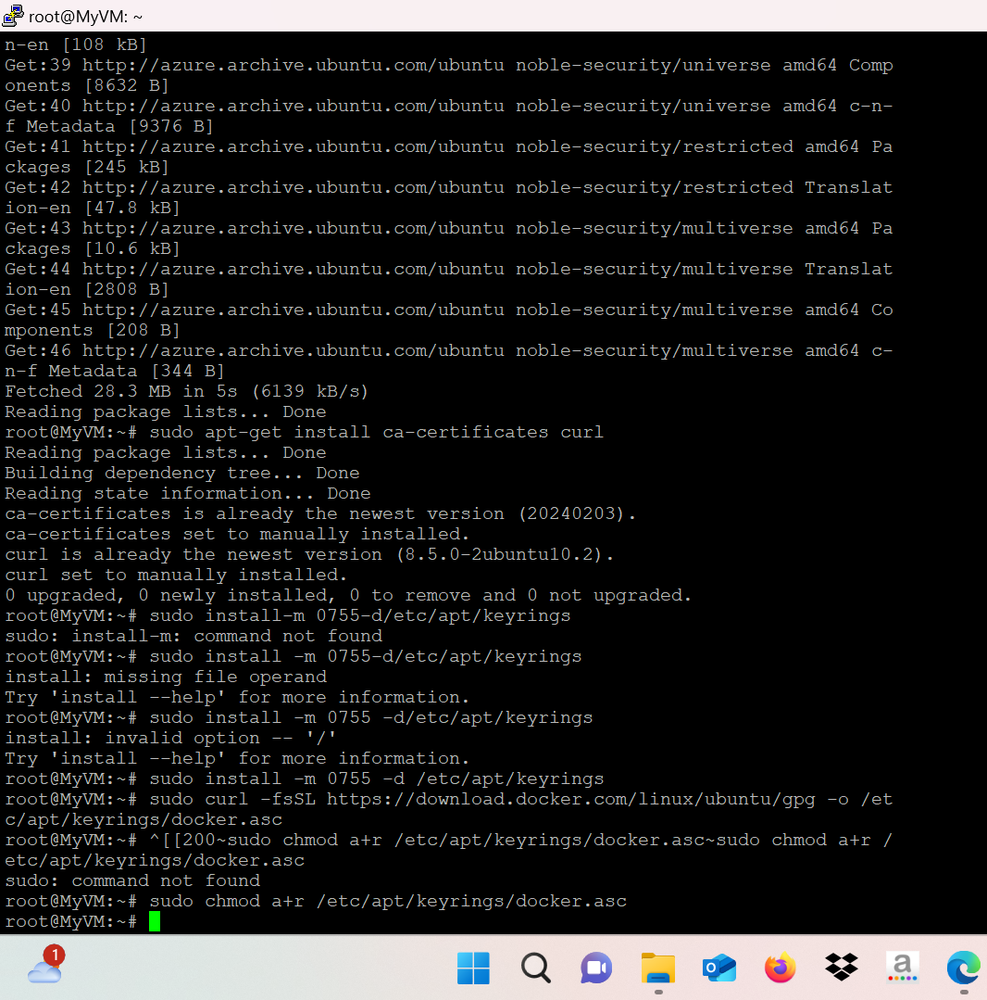 root@MyVM: ~
n-en [108 kB]
Get:39 http://azure.archive.ubuntu.com/ubuntu noble-security/universe amd64 Comp
onents [8632 B]
Get:40 http://azure.archive.ubuntu.com/ubuntu noble-security/universe amd64 c-n-
f Metadata [9376 B]
Get:41 http://azure.archive.ubuntu.com/ubuntu noble-security/restricted amd64 Pa
ckages [245 kB]
Get:42 http://azure.archive.ubuntu.com/ubuntu noble-security/restricted Translat
ion-en [47.8 kB]
Get:43 http://azure.archive.ubuntu.com/ubuntu noble-security/multiverse amd64 Pa
ckages [10.6 kB]
Get:44 http://azure.archive.ubuntu.com/ubuntu noble-security/multiverse Translat
ion-en [2808 B]
Get:45 http://azure.archive.ubuntu.com/ubuntu noble-security/multiverse amd64 Co
mponents [208 B]
Get:46 http://azure.archive.ubuntu.com/ubuntu noble-security/multiverse amd64 c-
n-f Metadata [344 B]
Fetched 28.3 MB in 5s (6139 kB/s)
Reading package lists... Done
root@MyVM:~# sudo apt-get install ca-certificates curl
Reading package lists... Done
Building dependency tree... Done
Reading state information... Done
ca-certificates is already the newest version (20240203).
ca-certificates set to manually installed.
curl is already the newest version (8.5.0-2ubuntu10.2).
curl set to manually installed.
0 upgraded, 0 newly installed, 0 to remove and 0 not upgraded.
root@MyVM:~# sudo install-m 0755-d/etc/apt/keyrings
sudo: install-m: command not found
root@MyVM:~# sudo install -m 0755-d/etc/apt/keyrings
install: missing file operand
Try 'install --help' for more information.
root@MyVM:~# sudo install -m 0755 -d/etc/apt/keyrings
install: invalid option -- '/'
Try 'install --help' for more information.
root@MyVM:~# sudo install -m 0755 -d /etc/apt/keyrings
root@MyVM:~# sudo curl -fsSL https://download.docker.com/linux/ubuntu/gpg -o /et
c/apt/keyrings/docker.asc
root@MyVM:~# ^[[200~sudo chmod a+r /etc/apt/keyrings/docker.asc~sudo chmod a+r /
etc/apt/keyrings/docker.asc
sudo: command not found
root@MyVM:~# sudo chmod a+r /etc/apt/keyrings/docker.asc
root@MyVM:~#
1
a